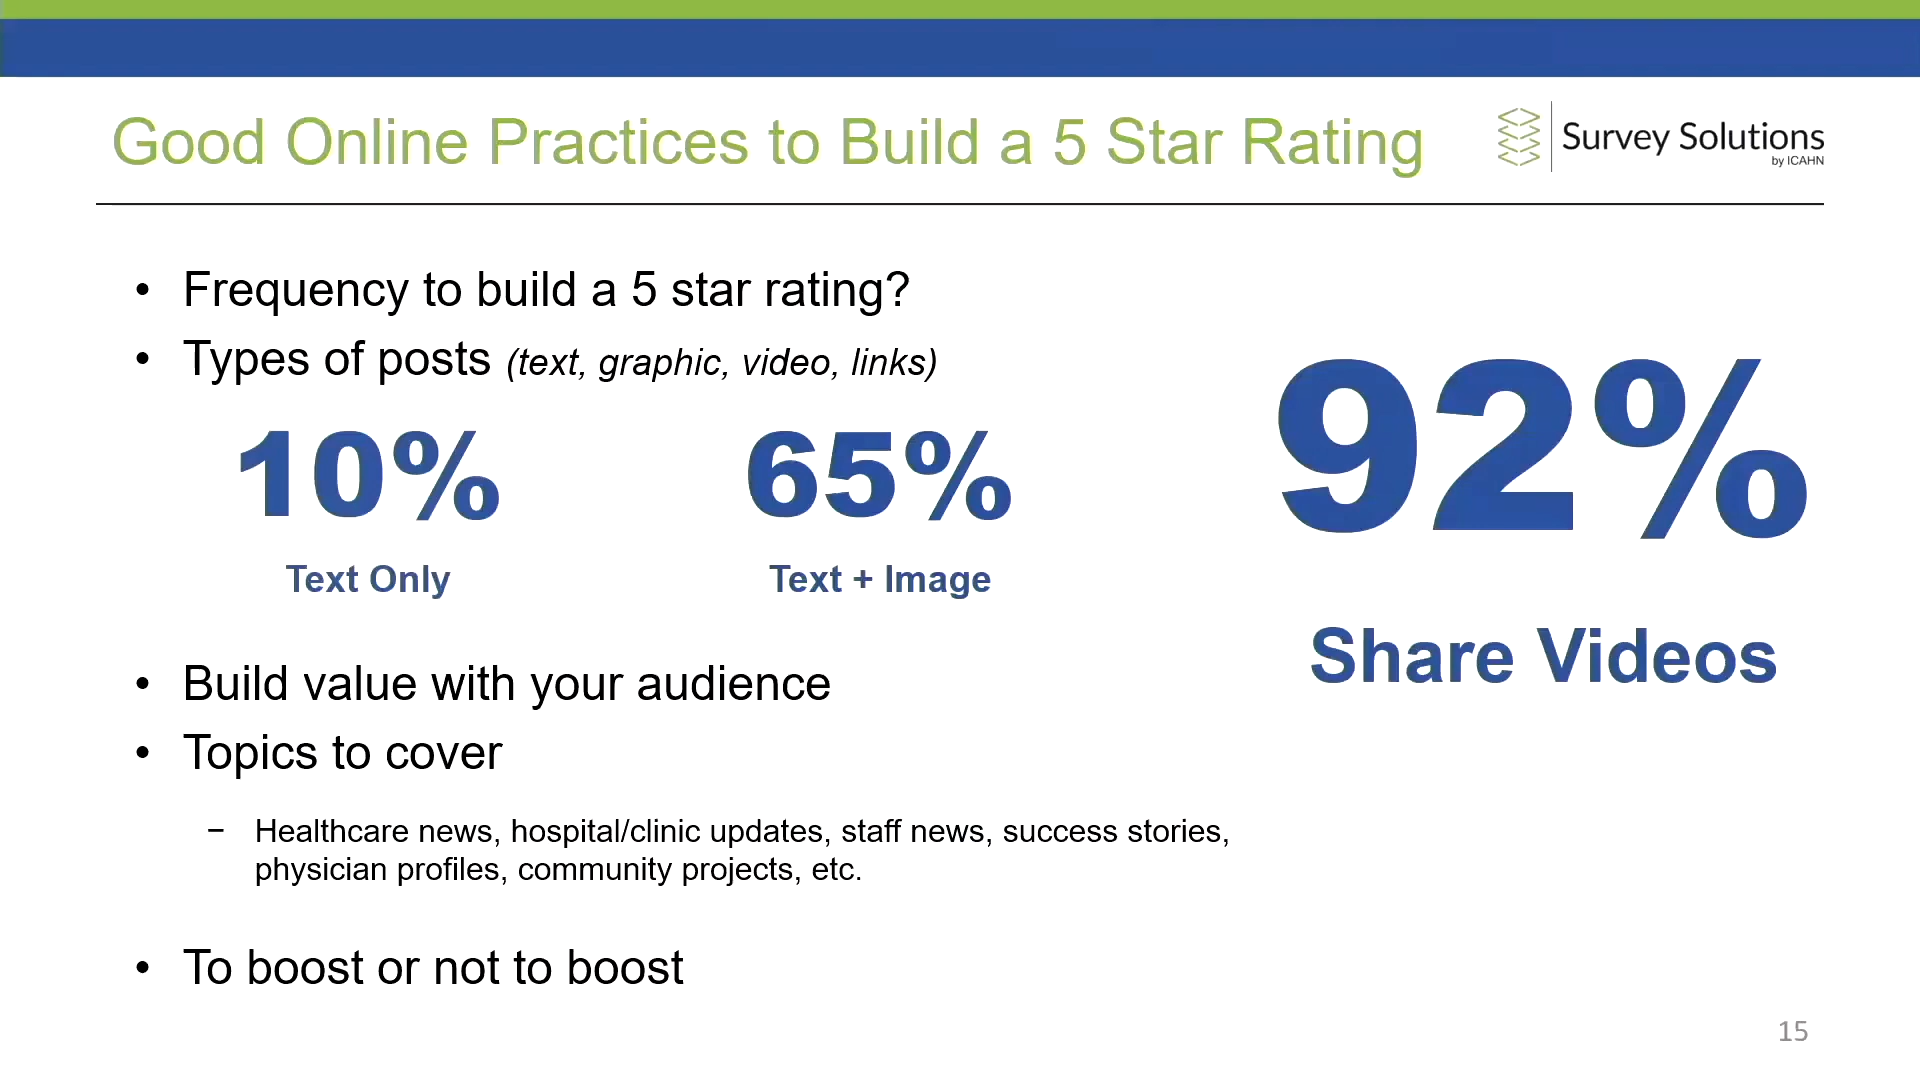 Good Online Practices to Build a 5 Star Rating
Survey Solutions
by ICAHN
• Frequency to build a 5 star rating?
• Types of posts (text, graphic, video, links)
10%
Text Only
65%
Text + Image
92%
Share Videos
• Build value with your audience
• Topics to cover
– Healthcare news, hospital/clinic updates, staff news, success stories,
physician profiles, community projects, etc.
• To boost or not to boost
15